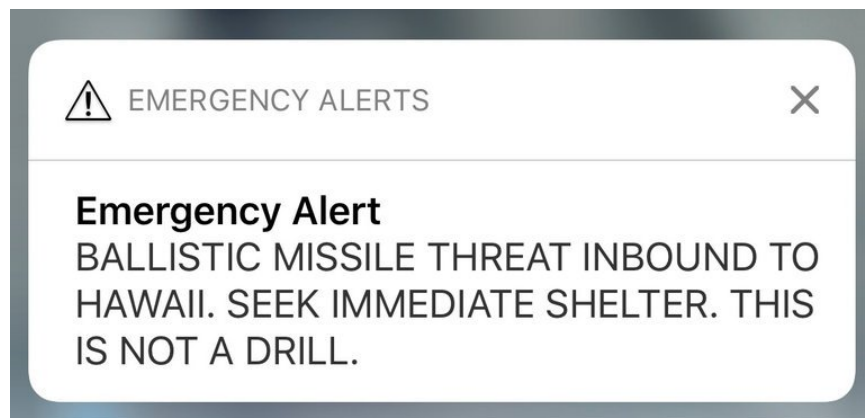 EMERGENCY ALERTS
Emergency Alert
BALLISTIC MISSILE THREAT INBOUND TO
HAWAII. SEEK IMMEDIATE SHELTER. THIS
IS NOT A DRILL.